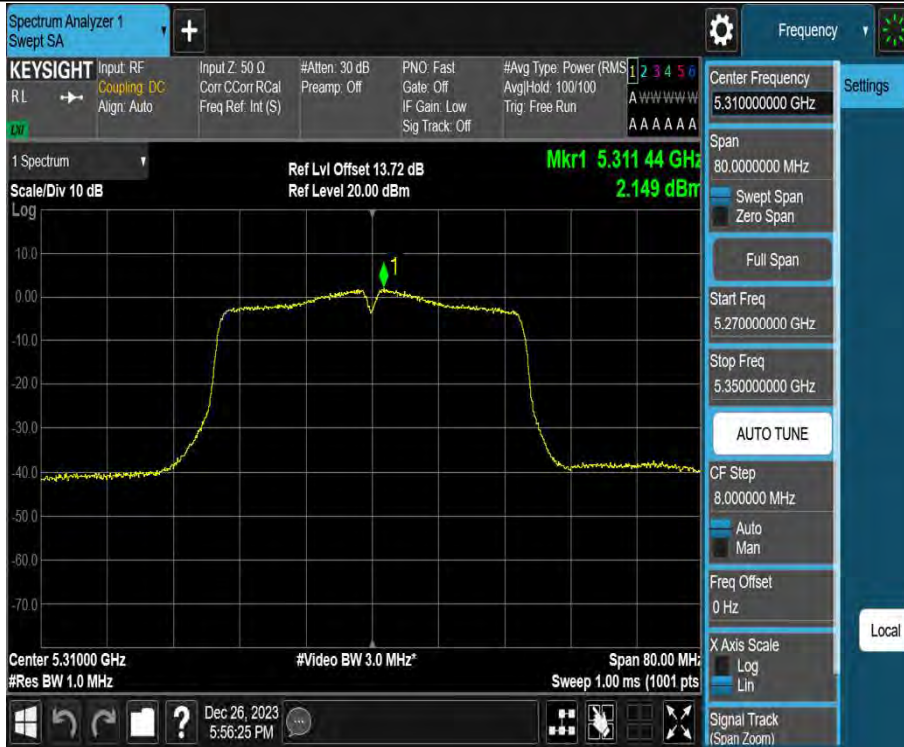 Spectrum Analyzer 1
Swept SA
+
Frequency
KEYSIGHT
RL
LXI
Input: RF
Coupling: DC
Align: Auto
Input Z: 50 Ω
Corr CCorr RCal
Freq Ref: Int (S)
#Atten: 30 dB
Preamp: Off
PNO: Fast
Gate: Off
IF Gain: Low
Sig Track: Off
#Avg Type: Power (RMS
Avg|Hold: 100/100
Trig: Free Run
1 2 3 4 5 6
A W W W W W
A A A A A A
1 Spectrum
Scale/Div 10 dB
Log
Ref Lvl Offset 13.72 dB
Ref Level 20.00 dBm
Mkr1 5.311 44 GHz
2.149 dBm
1
10.0
0.00
-10.0
-20.0
-30.0
-40.0
-50.0
-60.0
-70.0
Center 5.31000 GHz
#Res BW 1.0 MHz
#Video BW 3.0 MHz*
Span 80.00 MHz
Sweep 1.00 ms (1001 pts
Center Frequency
5.310000000 GHz
Span
80.0000000 MHz
Swept Span
Zero Span
Full Span
Start Freq
5.270000000 GHz
Stop Freq
5.350000000 GHz
AUTO TUNE
CF Step
8.000000 MHz
Auto
Man
Freq Offset
0 Hz
X Axis Scale
Log
Lin
Signal Track
(Span Zoom)
Settings
Local
?
Dec 26, 2023
5:56:25 PM